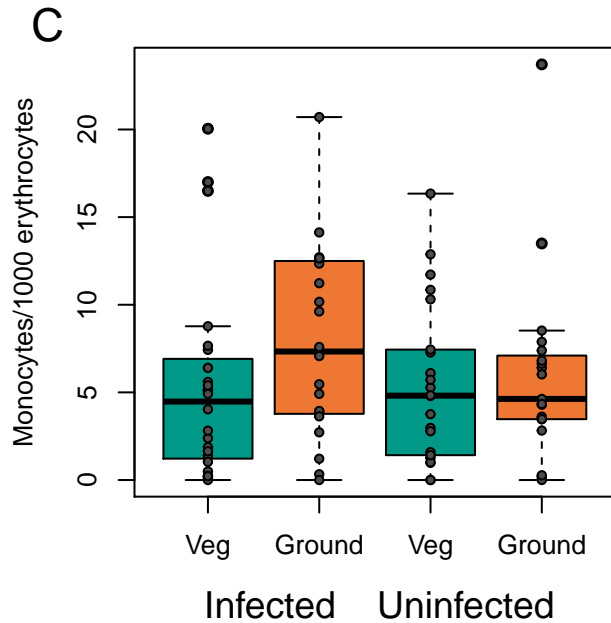 C
Monocytes/1000 erythrocytes
20
15
10
5
0
Veg Ground Veg Ground
Infected Uninfected